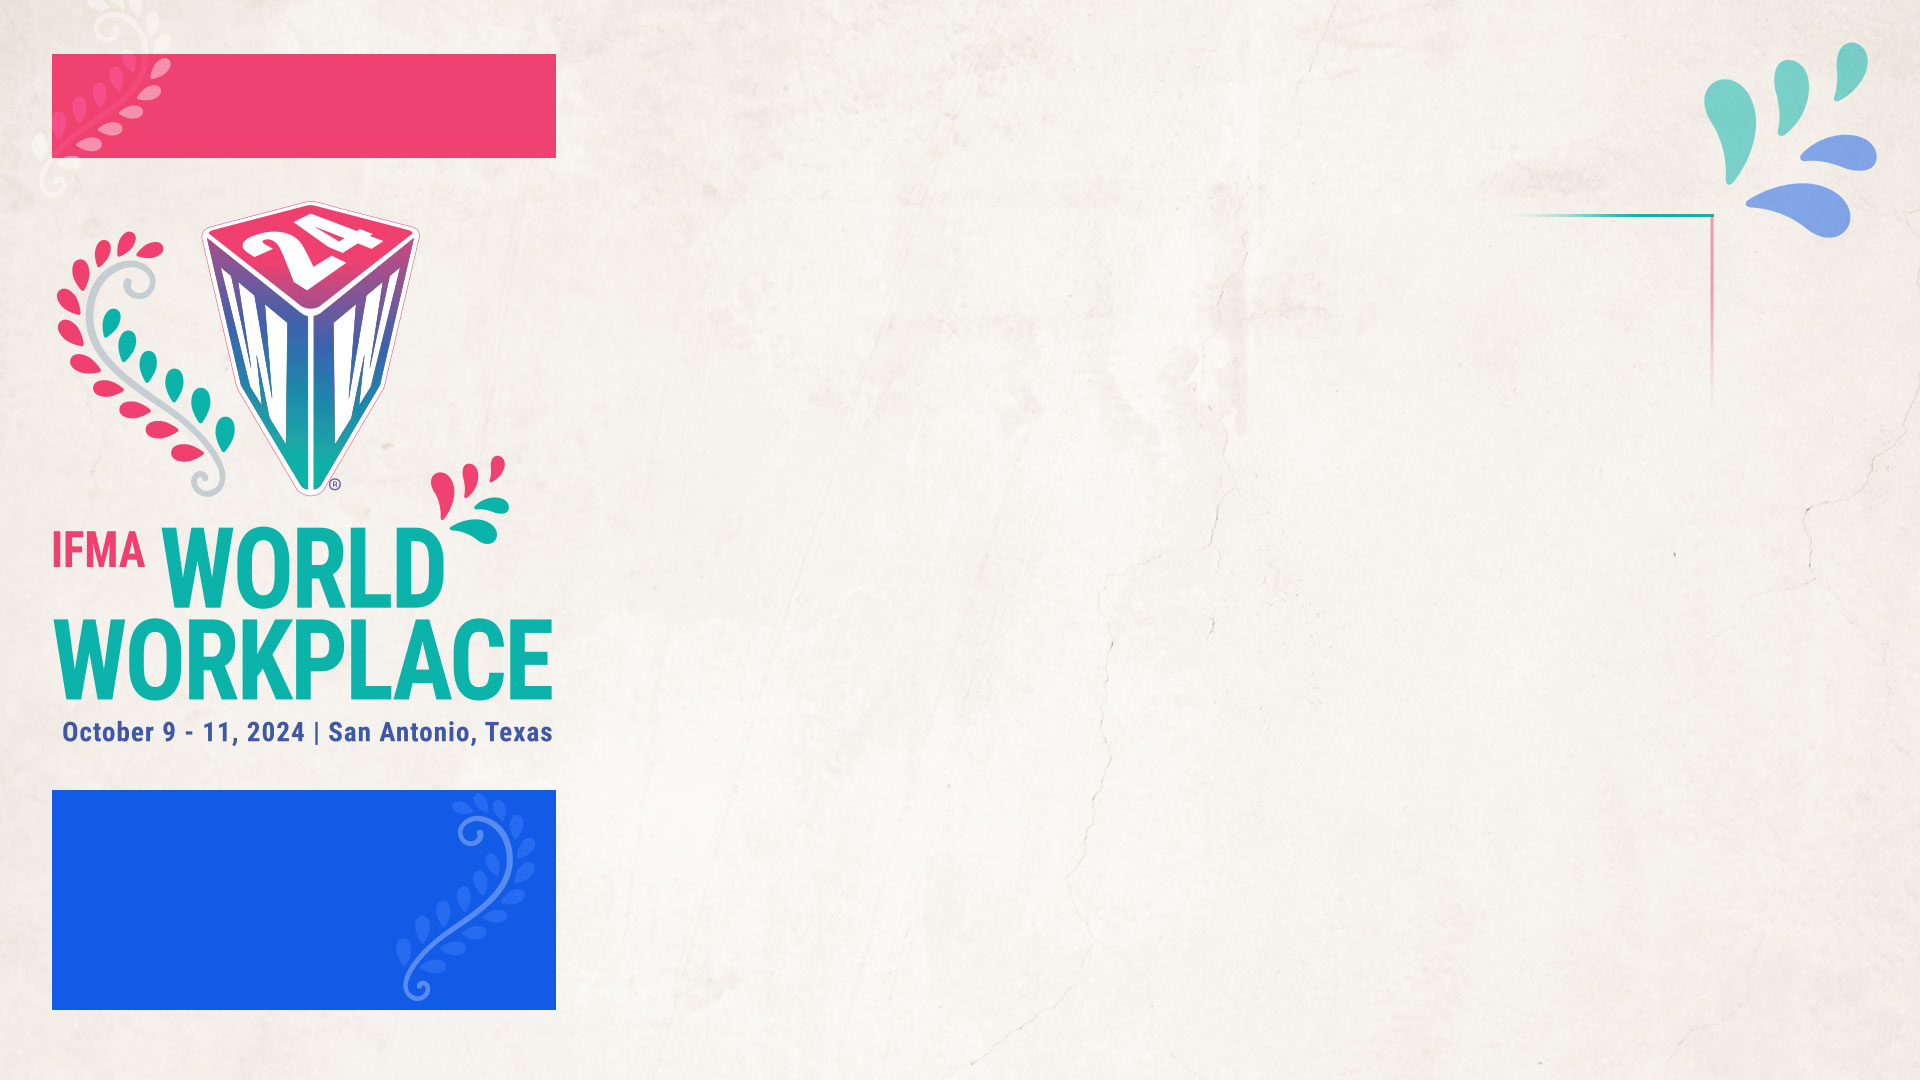 24
W W
®
IFMA WORLD
WORKPLACE
October 9 - 11, 2024 | San Antonio, Texas